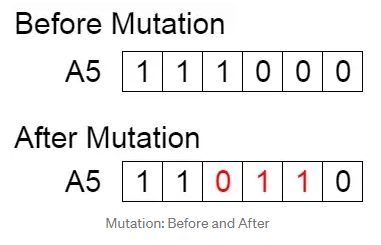 Before Mutation
A5 1 1 1 0 0 0
After Mutation
A5 1 1 0 1 1 0
Mutation: Before and After